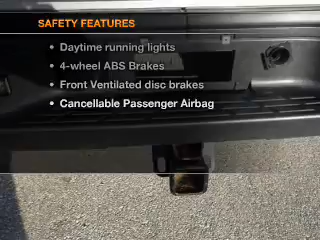 SAFETY FEATURES
• Daytime running lights
• 4-wheel ABS Brakes
• Front Ventilated disc brakes
• Cancellable Passenger Airbag